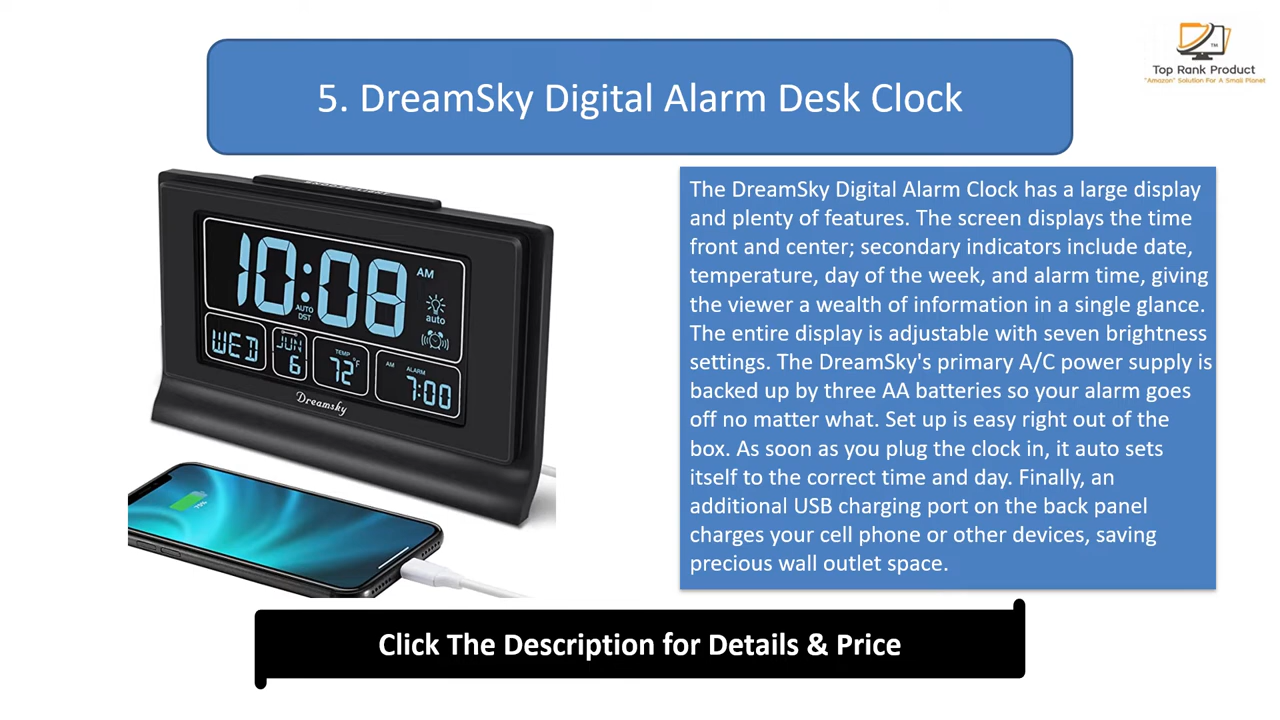 Top Rank Product
"Amazon" Solution For A Small Planet
TM
5. DreamSky Digital Alarm Desk Clock
10:08
AM
AUTO
DST
auto
WED
JUN
6
TEMP
72°F
AM ALARM
7:00
Dreamsky
79%
The DreamSky Digital Alarm Clock has a large display
and plenty of features. The screen displays the time
front and center; secondary indicators include date,
temperature, day of the week, and alarm time, giving
the viewer a wealth of information in a single glance.
The entire display is adjustable with seven brightness
settings. The DreamSky's primary A/C power supply is
backed up by three AA batteries so your alarm goes
off no matter what. Set up is easy right out of the
box. As soon as you plug the clock in, it auto sets
itself to the correct time and day. Finally, an
additional USB charging port on the back panel
charges your cell phone or other devices, saving
precious wall outlet space.
Click The Description for Details & Price